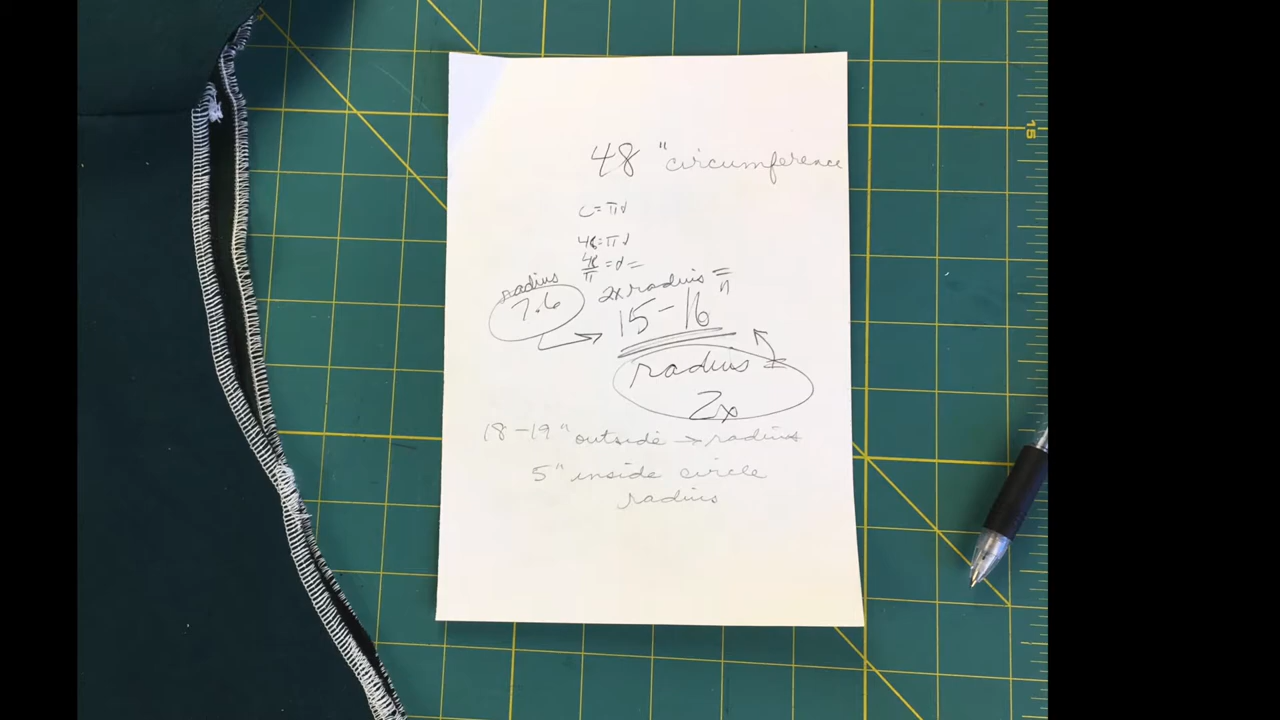 48 "circumference
C=πd
48=πd
48/π =d=
radius
7.6
2x radius =
15-16"
radius =
2x
18-19" outside → radius
5" inside circle
radius
15